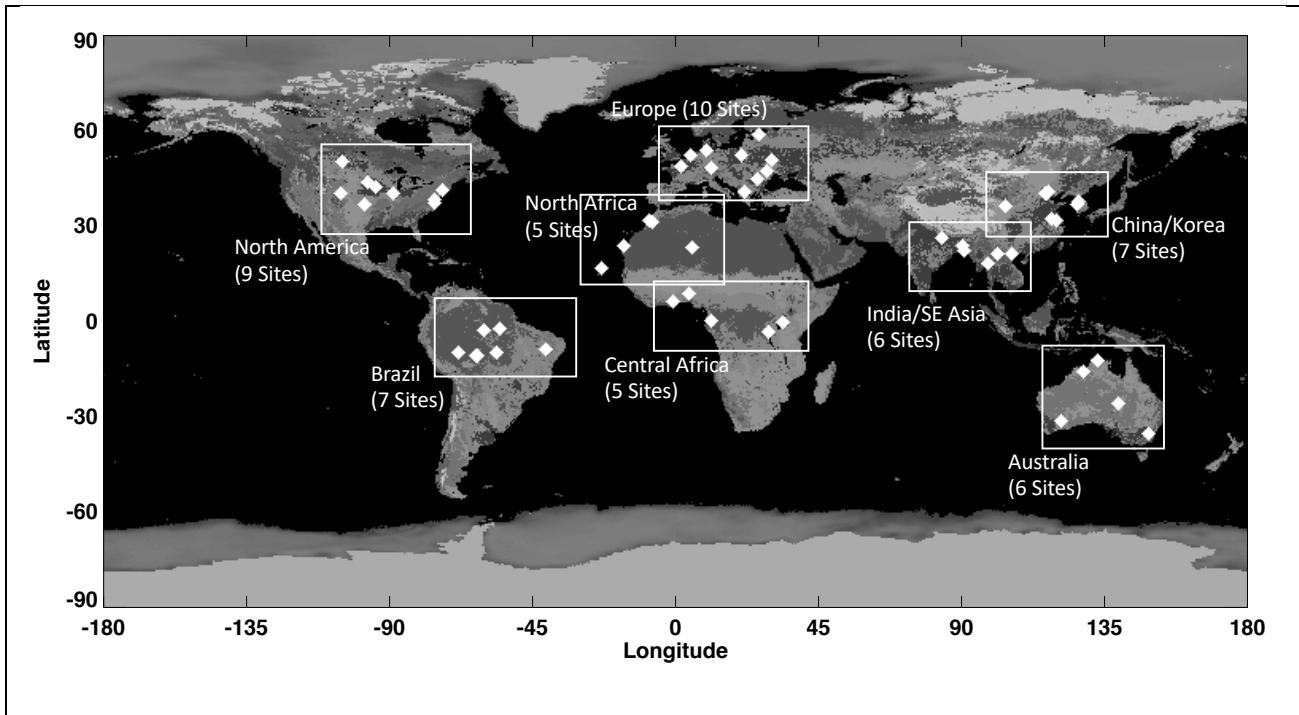 90
60
30
0
-30
-60
-90
Latitude
Europe (10 Sites)
North Africa
(5 Sites)
North America
(9 Sites)
China/Korea
(7 Sites)
India/SE Asia
(6 Sites)
Brazil
(7 Sites)
Central Africa
(5 Sites)
Australia
(6 Sites)
-180 -135 -90 -45 0 45 90 135 180
Longitude